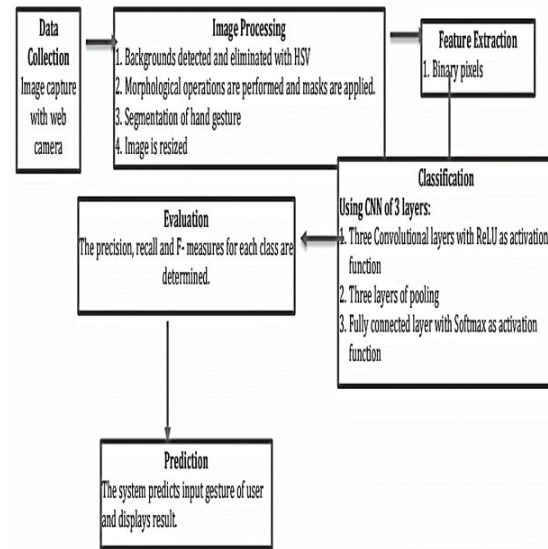 Data
Collection
Image capture
with web
camera
Image Processing
1. Backgrounds detected and eliminated with HSV
2. Morphological operations are performed and masks are applied.
3. Segmentation of hand gesture
4. Image is resized
Feature Extraction
1. Binary pixels
Classification
Using CNN of 3 layers:
1. Three Convolutional layers with ReLU as activation
function
2. Three layers of pooling
3. Fully connected layer with Softmax as activation
function
Evaluation
The precision, recall and F- measures for each class are
determined.
Prediction
The system predicts input gesture of user
and displays result.